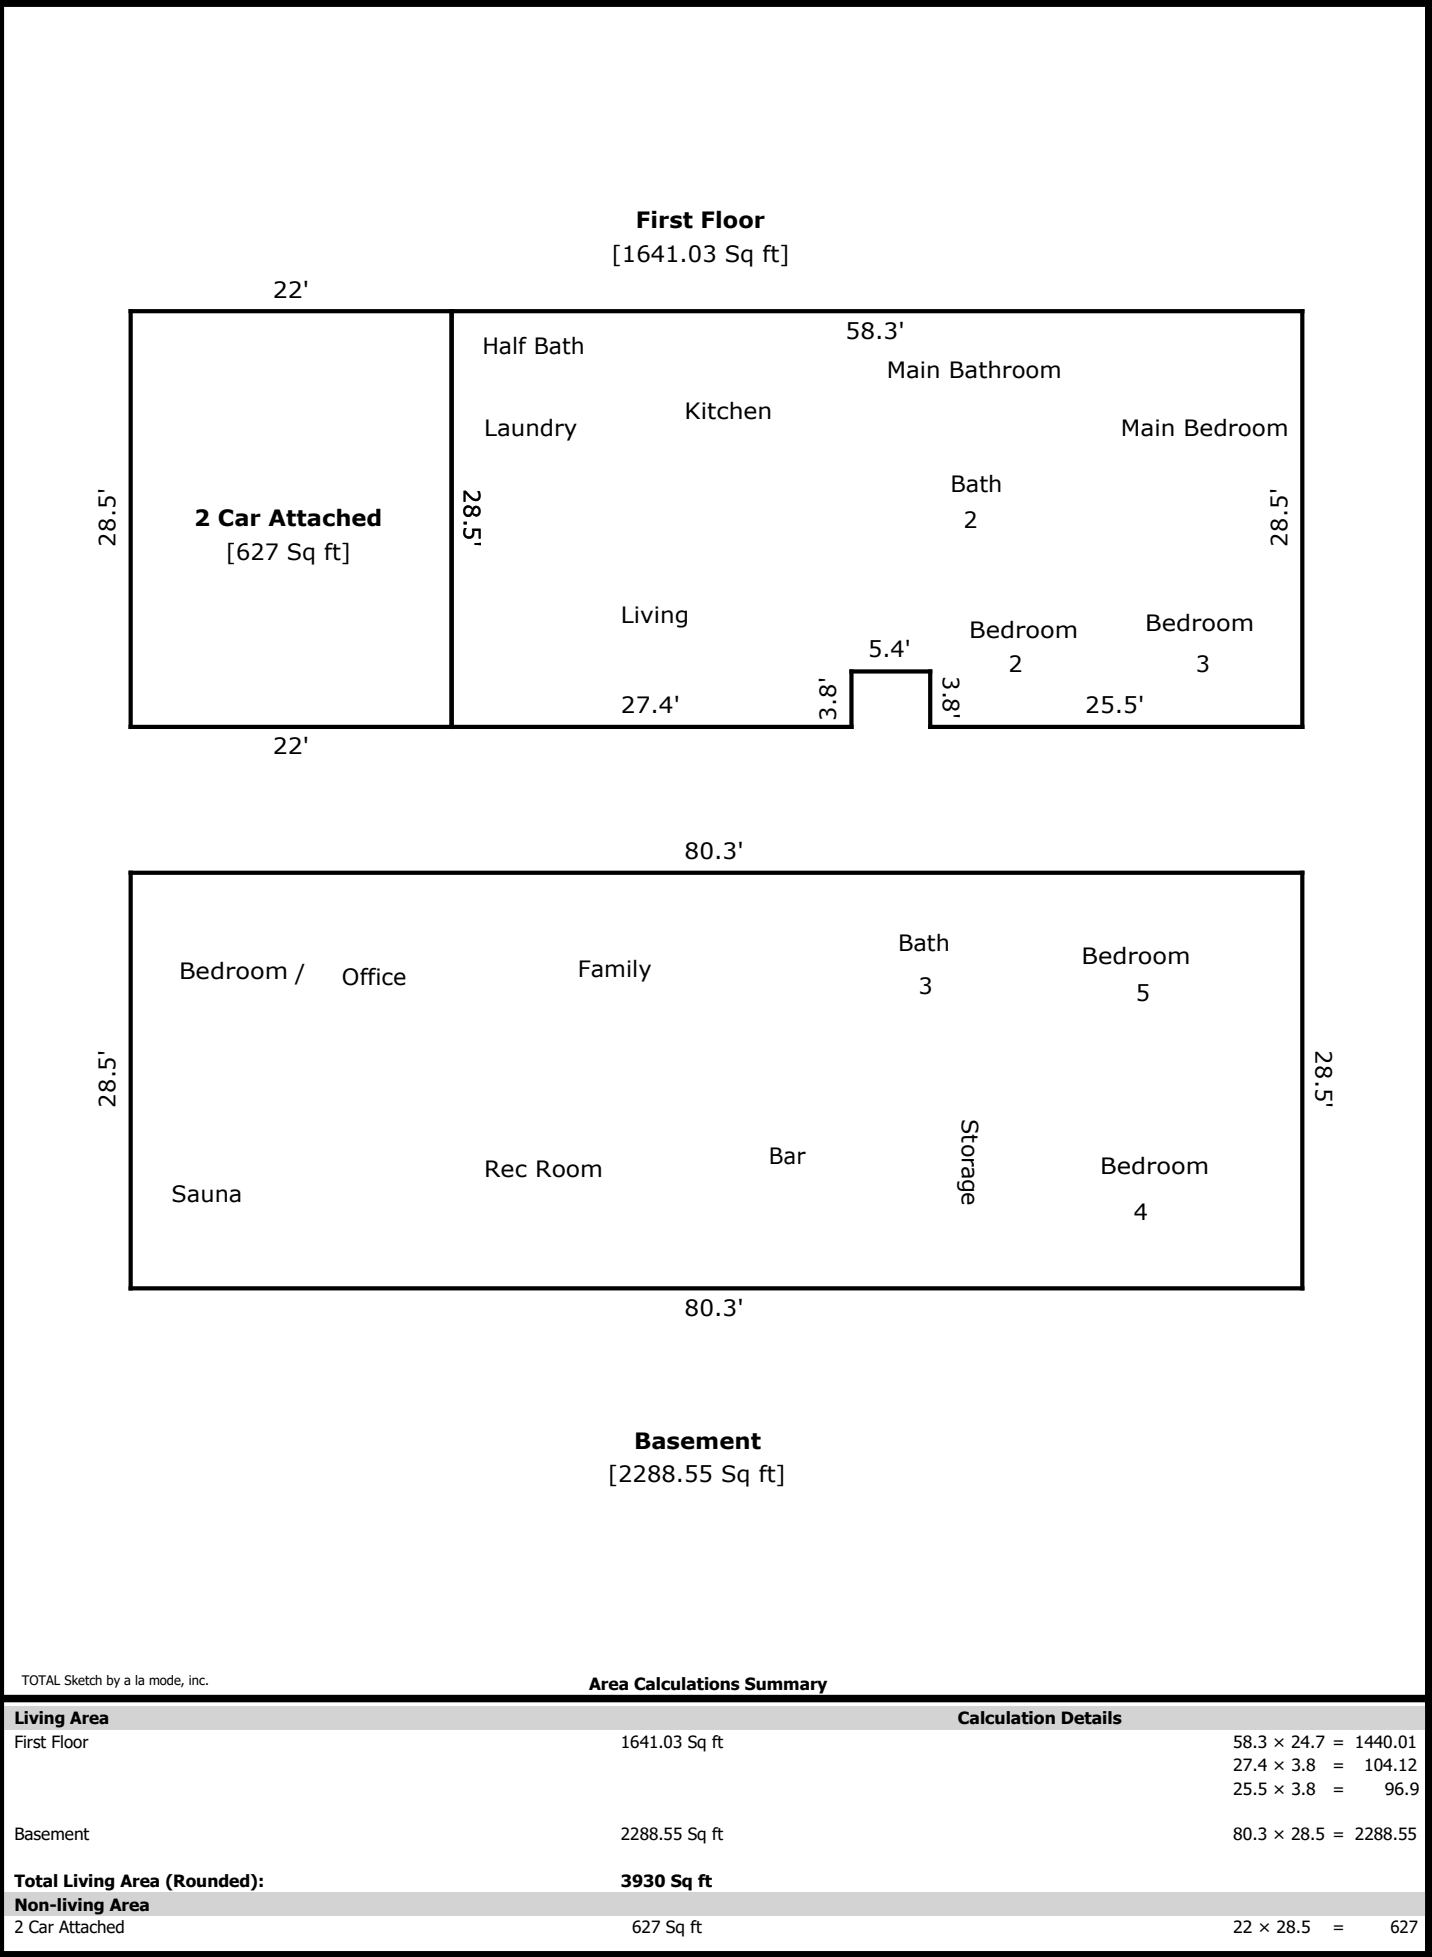 First Floor
[1641.03 Sq ft]
22'
58.3'
Half Bath
Main Bathroom
Kitchen
Laundry
Main Bedroom
Bath
2
28.5'
2 Car Attached
[627 Sq ft]
28.5'
28.5'
Living
Bedroom
2
Bedroom
3
5.4'
27.4'
3.8'
3.8'
25.5'
22'
80.3'
Bedroom / Office
Family
Bath
3
Bedroom
5
28.5'
28.5'
Sauna
Rec Room
Bar
Storage
Bedroom
4
80.3'
Basement
[2288.55 Sq ft]
TOTAL Sketch by a la mode, inc.
Area Calculations Summary
Living Area Calculation Details
First Floor 1641.03 Sq ft 58.3 × 24.7 = 1440.01
27.4 × 3.8 = 104.12
25.5 × 3.8 = 96.9
Basement 2288.55 Sq ft 80.3 × 28.5 = 2288.55
Total Living Area (Rounded): 3930 Sq ft
Non-living Area
2 Car Attached 627 Sq ft 22 × 28.5 = 627